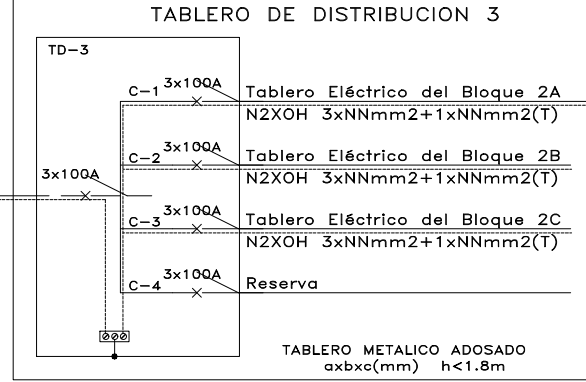 TABLERO DE DISTRIBUCION 3
TD-3
C-1 3x100A Tablero Eléctrico del Bloque 2A
N2XOH 3xNNmm2+1xNNmm2(T)
C-2 3x100A Tablero Eléctrico del Bloque 2B
N2XOH 3xNNmm2+1xNNmm2(T)
3x100A
C-3 3x100A Tablero Eléctrico del Bloque 2C
N2XOH 3xNNmm2+1xNNmm2(T)
C-4 3x100A Reserva
TABLERO METALICO ADOSADO
axbxc(mm) h<1.8m